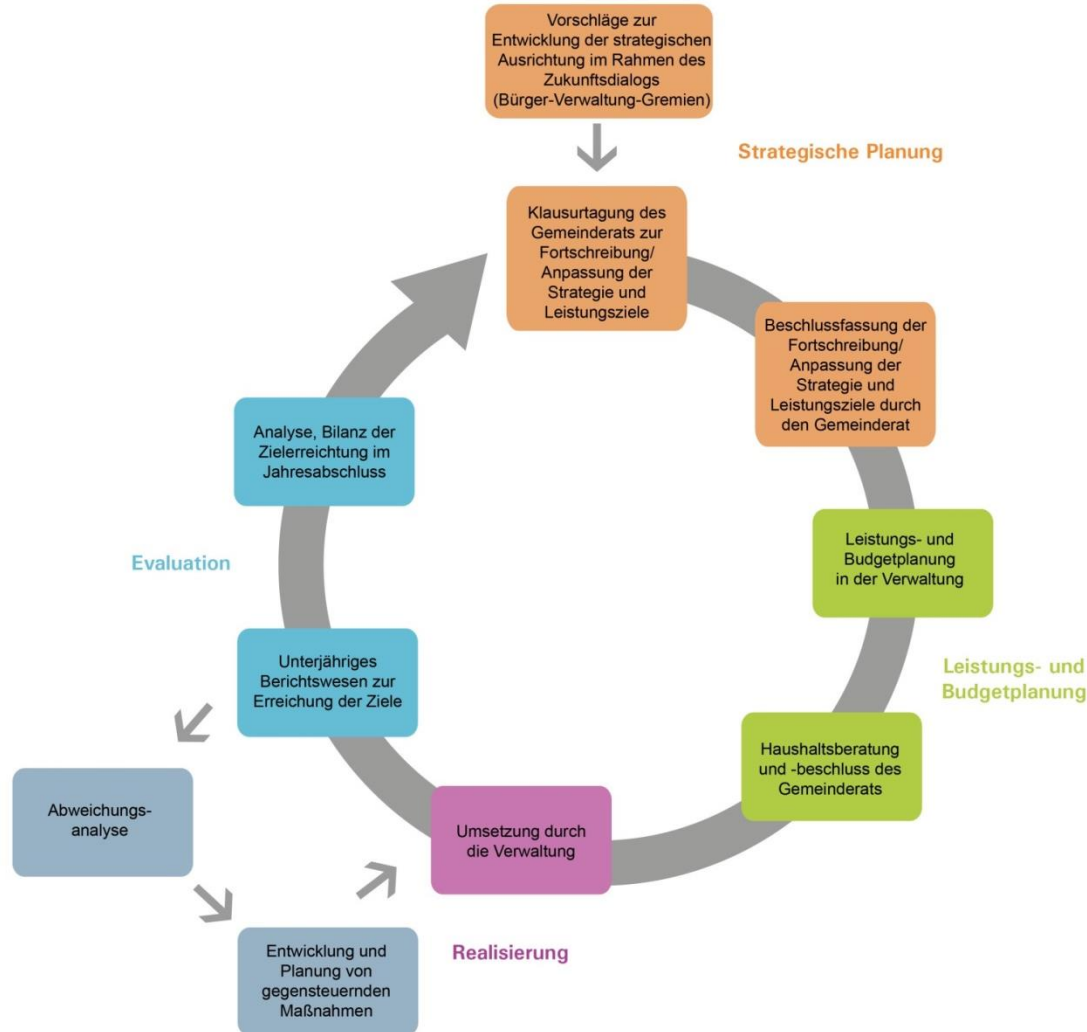 Vorschläge zur
Entwicklung der strategischen
Ausrichtung im Rahmen des
Zukunftsdialogs
(Bürger-Verwaltung-Gremien)
Strategische Planung
Klausurtagung des
Gemeinderats zur
Fortschreibung/
Anpassung der
Strategie und
Leistungsziele
Beschlussfassung der
Fortschreibung/
Anpassung der
Strategie und
Leistungsziele durch
den Gemeinderat
Leistungs- und
Budgetplanung
in der Verwaltung
Leistungs- und
Budgetplanung
Haushaltsberatung
und -beschluss des
Gemeinderats
Umsetzung durch
die Verwaltung
Realisierung
Unterjähriges
Berichtswesen zur
Erreichung der Ziele
Abweichungs-
analyse
Entwicklung und
Planung von
gegensteuernden
Maßnahmen
Evaluation
Analyse, Bilanz der
Zielerreichtung im
Jahresabschluss